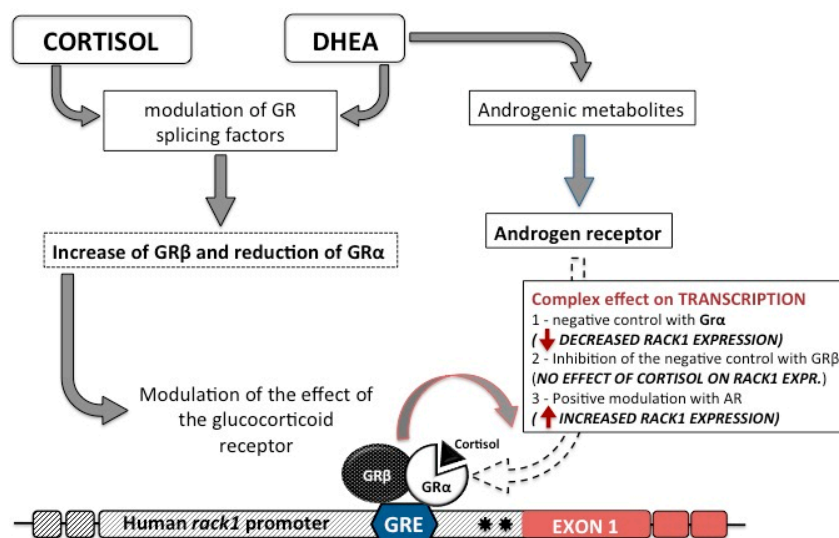 CORTISOL
DHEA
modulation of GR
splicing factors
Androgenic metabolites
Increase of GRβ and reduction of GRα
Androgen receptor
Complex effect on TRANSCRIPTION
1 - negative control with Grα
( DECREASED RACK1 EXPRESSION)
2 - Inhibition of the negative control with GRβ
(NO EFFECT OF CORTISOL ON RACK1 EXPR.)
3 - Positive modulation with AR
( INCREASED RACK1 EXPRESSION)
Modulation of the effect of
the glucocorticoid
receptor
Cortisol
GRβ
GRα
Human rack1 promoter
GRE
✱ ✱
EXON 1